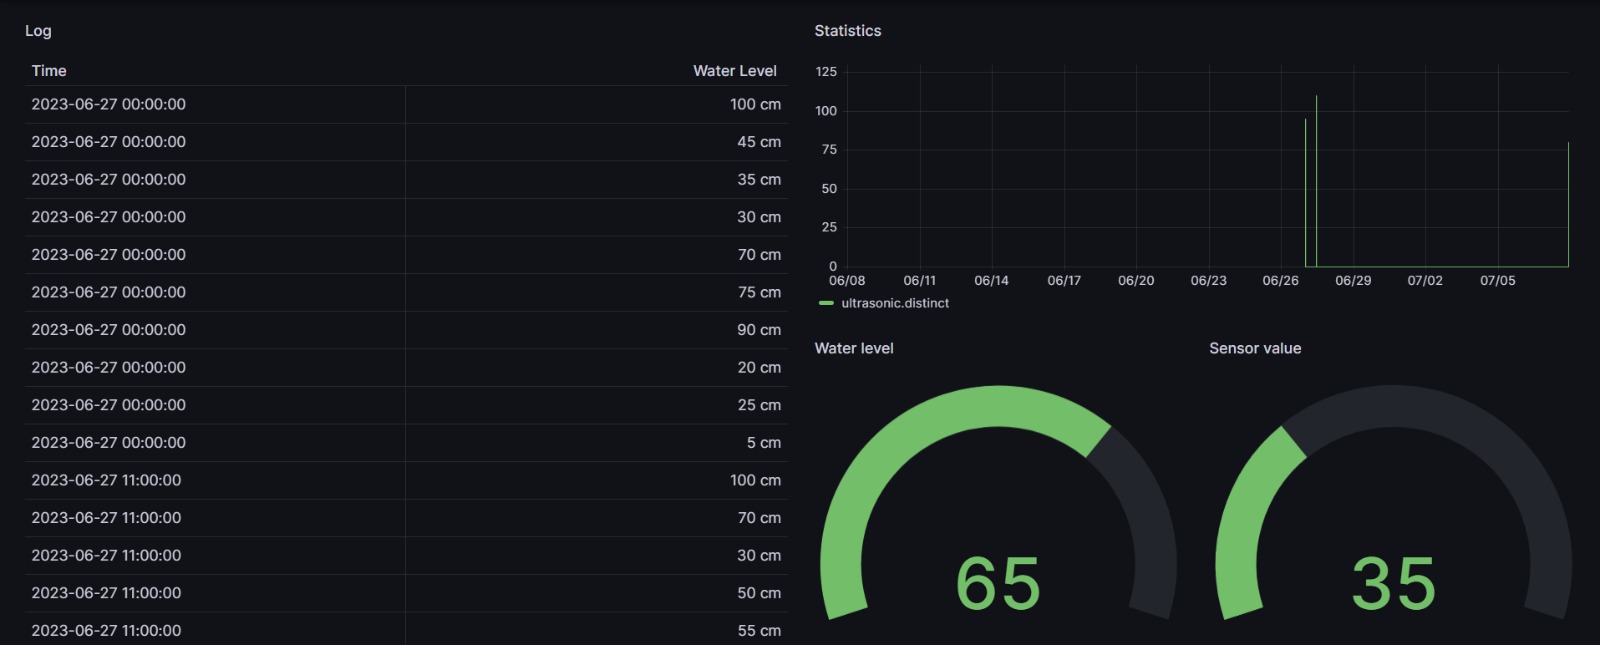 Log
Time Water Level
2023-06-27 00:00:00 100 cm
2023-06-27 00:00:00 45 cm
2023-06-27 00:00:00 35 cm
2023-06-27 00:00:00 30 cm
2023-06-27 00:00:00 70 cm
2023-06-27 00:00:00 75 cm
2023-06-27 00:00:00 90 cm
2023-06-27 00:00:00 20 cm
2023-06-27 00:00:00 25 cm
2023-06-27 00:00:00 5 cm
2023-06-27 11:00:00 100 cm
2023-06-27 11:00:00 70 cm
2023-06-27 11:00:00 30 cm
2023-06-27 11:00:00 50 cm
2023-06-27 11:00:00 55 cm
Statistics
125
100
75
50
25
0
06/08 06/11 06/14 06/17 06/20 06/23 06/26 06/29 07/02 07/05
ultrasonic.distinct
Water level
65
Sensor value
35